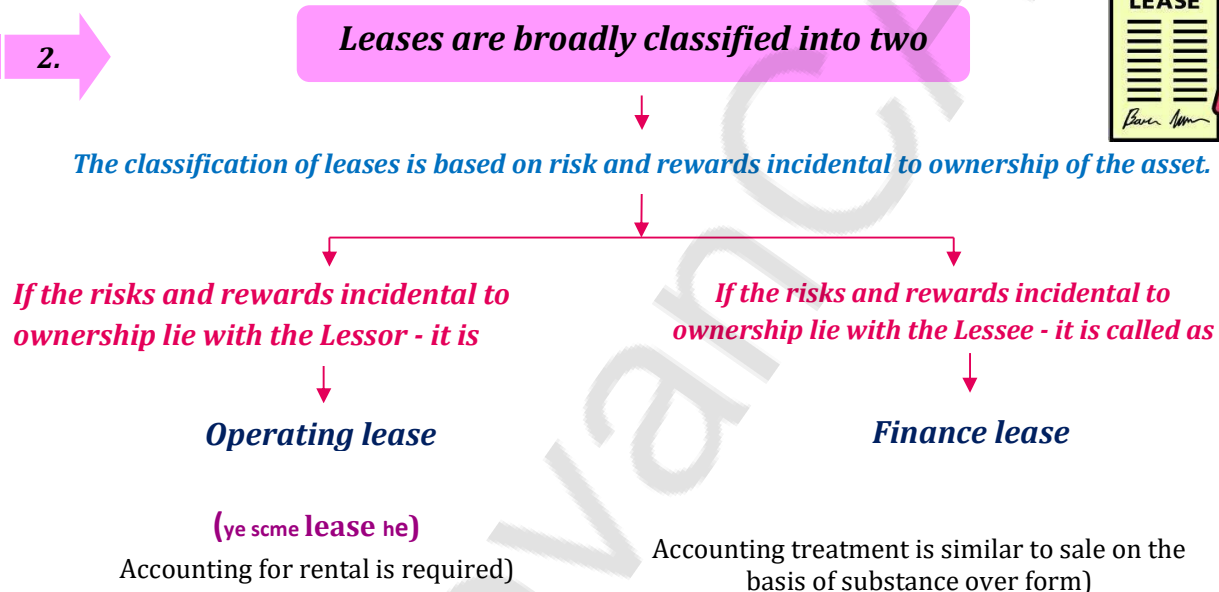 LEASE
2.
Leases are broadly classified into two
The classification of leases is based on risk and rewards incidental to ownership of the asset.
If the risks and rewards incidental to
ownership lie with the Lessor - it is
If the risks and rewards incidental to
ownership lie with the Lessee - it is called as
Operating lease
Finance lease
(ye scme lease he)
Accounting for rental is required)
Accounting treatment is similar to sale on the
basis of substance over form)